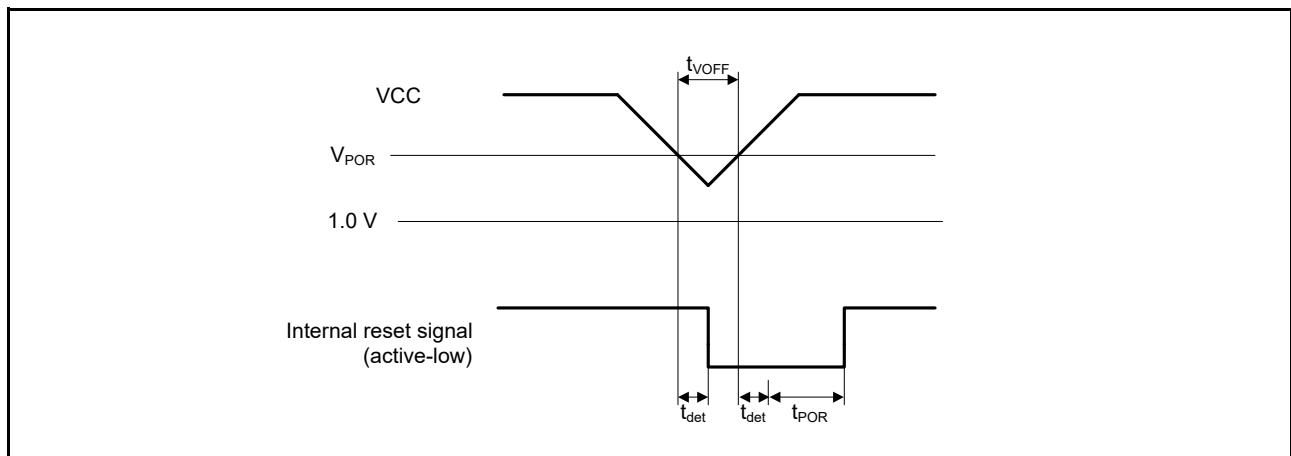 tVOFF
VCC
VPOR
1.0 V
Internal reset signal
(active-low)
tdet
tdet
tPOR